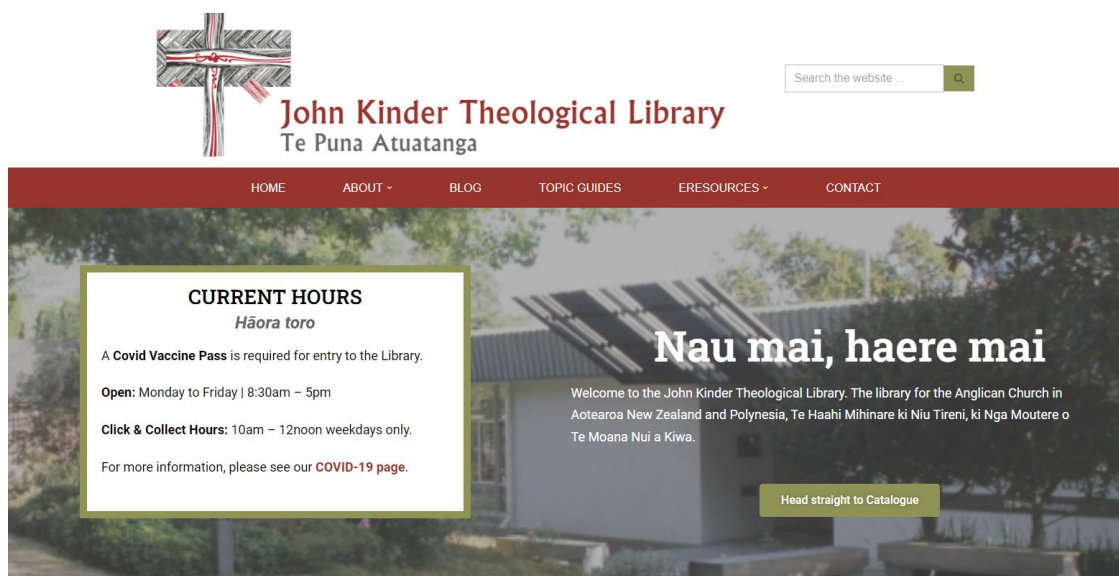 Search the website ...
John Kinder Theological Library
Te Puna Atuatanga
HOME
ABOUT
BLOG
TOPIC GUIDES
ERESOURCES
CONTACT
CURRENT HOURS
Hāora toro
A Covid Vaccine Pass is required for entry to the Library.
Open: Monday to Friday | 8:30am – 5pm
Click & Collect Hours: 10am – 12noon weekdays only.
For more information, please see our COVID-19 page.
Nau mai, haere mai
Welcome to the John Kinder Theological Library. The library for the Anglican Church in
Aotearoa New Zealand and Polynesia, Te Haahi Mihinare ki Niu Tireni, ki Nga Moutere o
Te Moana Nui a Kiwa.
Head straight to Catalogue